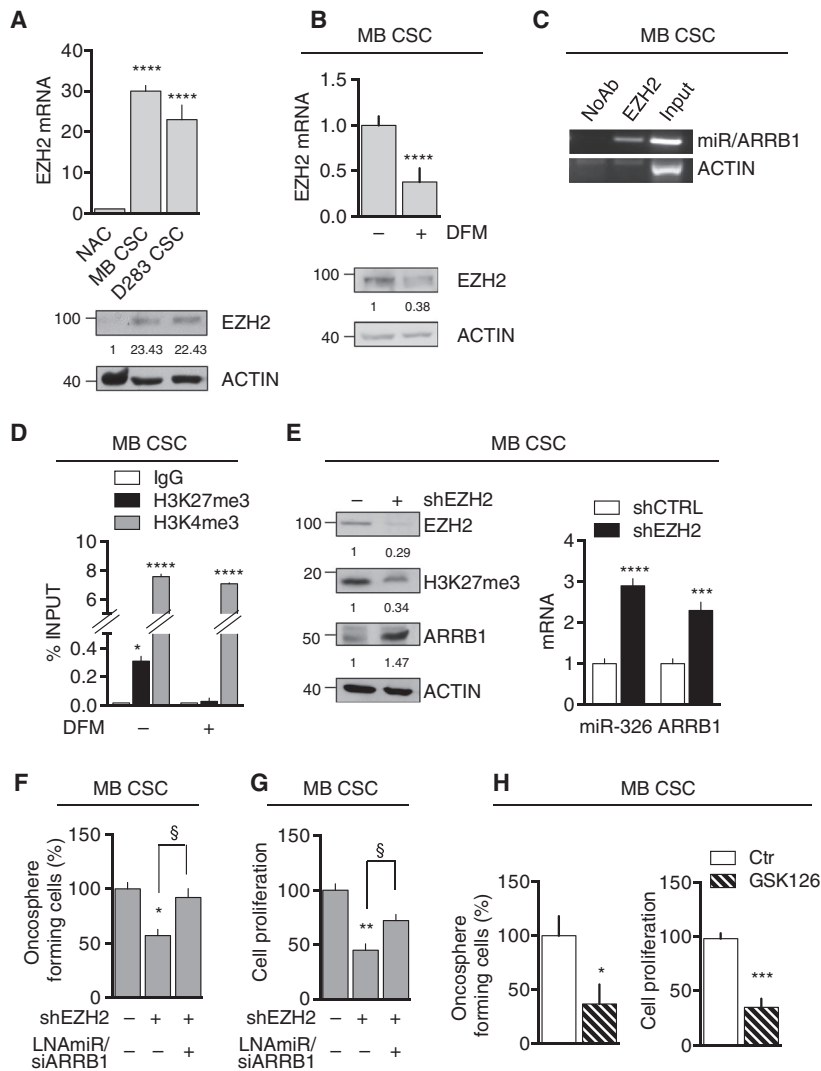 A
EZH2 mRNA
40
30
20
10
0
****
****
NAC
MB CSC
D283 CSC
100
EZH2
1 23.43 22.43
40
ACTIN
B
MB CSC
EZH2 mRNA
1.5
1.0
0.5
0.0
****
– + DFM
100
EZH2
1 0.38
40
ACTIN
C
MB CSC
NoAb
EZH2
Input
miR/ARRB1
ACTIN
D
MB CSC
IgG
H3K27me3
H3K4me3
% INPUT
10
8
6
0.4
0.2
0.0
*
****
****
DFM – +
E
MB CSC
– + shEZH2
100
EZH2
1 0.29
20
H3K27me3
1 0.34
50
ARRB1
1 1.47
40
ACTIN
shCTRL
shEZH2
mRNA
4
3
2
1
0
****
***
miR-326 ARRB1
F
MB CSC
Oncosphere
forming cells (%)
150
100
50
0
*
§
shEZH2 – + +
LNAmiR/
siARRB1 – – +
G
MB CSC
Cell proliferation
150
100
50
0
**
§
shEZH2 – + +
LNAmiR/
siARRB1 – – +
H
MB CSC
Ctr
GSK126
Oncosphere
forming cells (%)
150
100
50
0
*
Cell proliferation
150
100
50
0
***